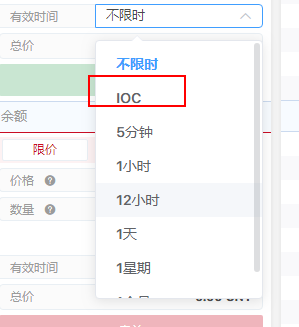 有效时间 不限时
总价
不限时
IOC
余额
5分钟
限价
1小时
价格
12小时
数量
1天
1星期
有效时间
总价